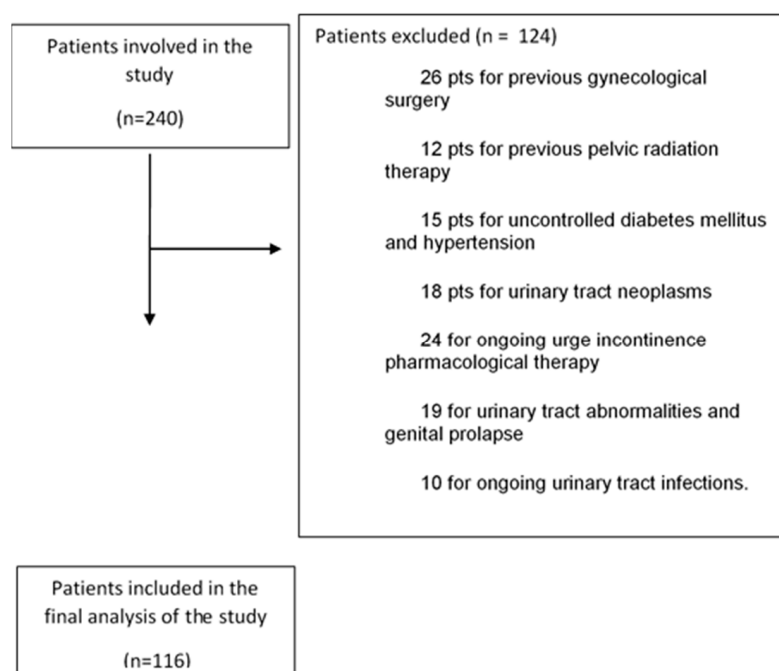 Patients involved in the
study
(n=240)
Patients excluded (n =  124)
26 pts for previous gynecological
surgery
12 pts for previous pelvic radiation
therapy
15 pts for uncontrolled diabetes mellitus
and hypertension
18 pts for urinary tract neoplasms
24 for ongoing urge incontinence
pharmacological therapy
19 for urinary tract abnormalities and
genital prolapse
10 for ongoing urinary tract infections.
Patients included in the
final analysis of the study
(n=116)